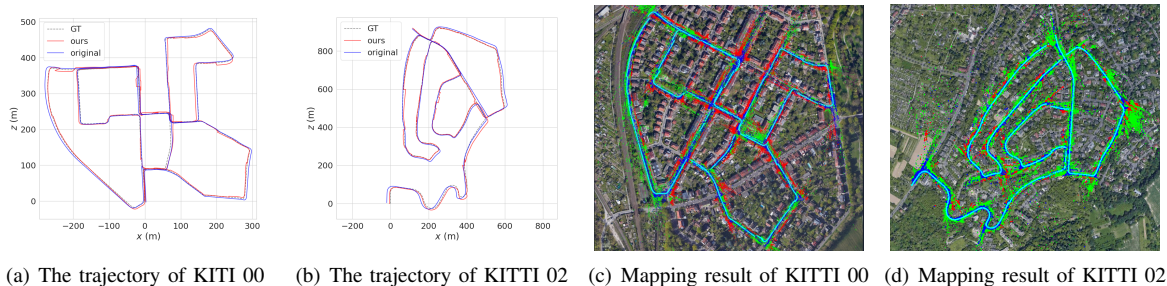 GT
ours
original
500
400
300
200
100
0
z (m)
−200
−100
0
100
200
300
x (m)
GT
ours
original
800
600
400
200
0
z (m)
−200
0
200
400
600
800
x (m)
(a) The trajectory of KITI 00
(b) The trajectory of KITTI 02
(c) Mapping result of KITTI 00
(d) Mapping result of KITTI 02